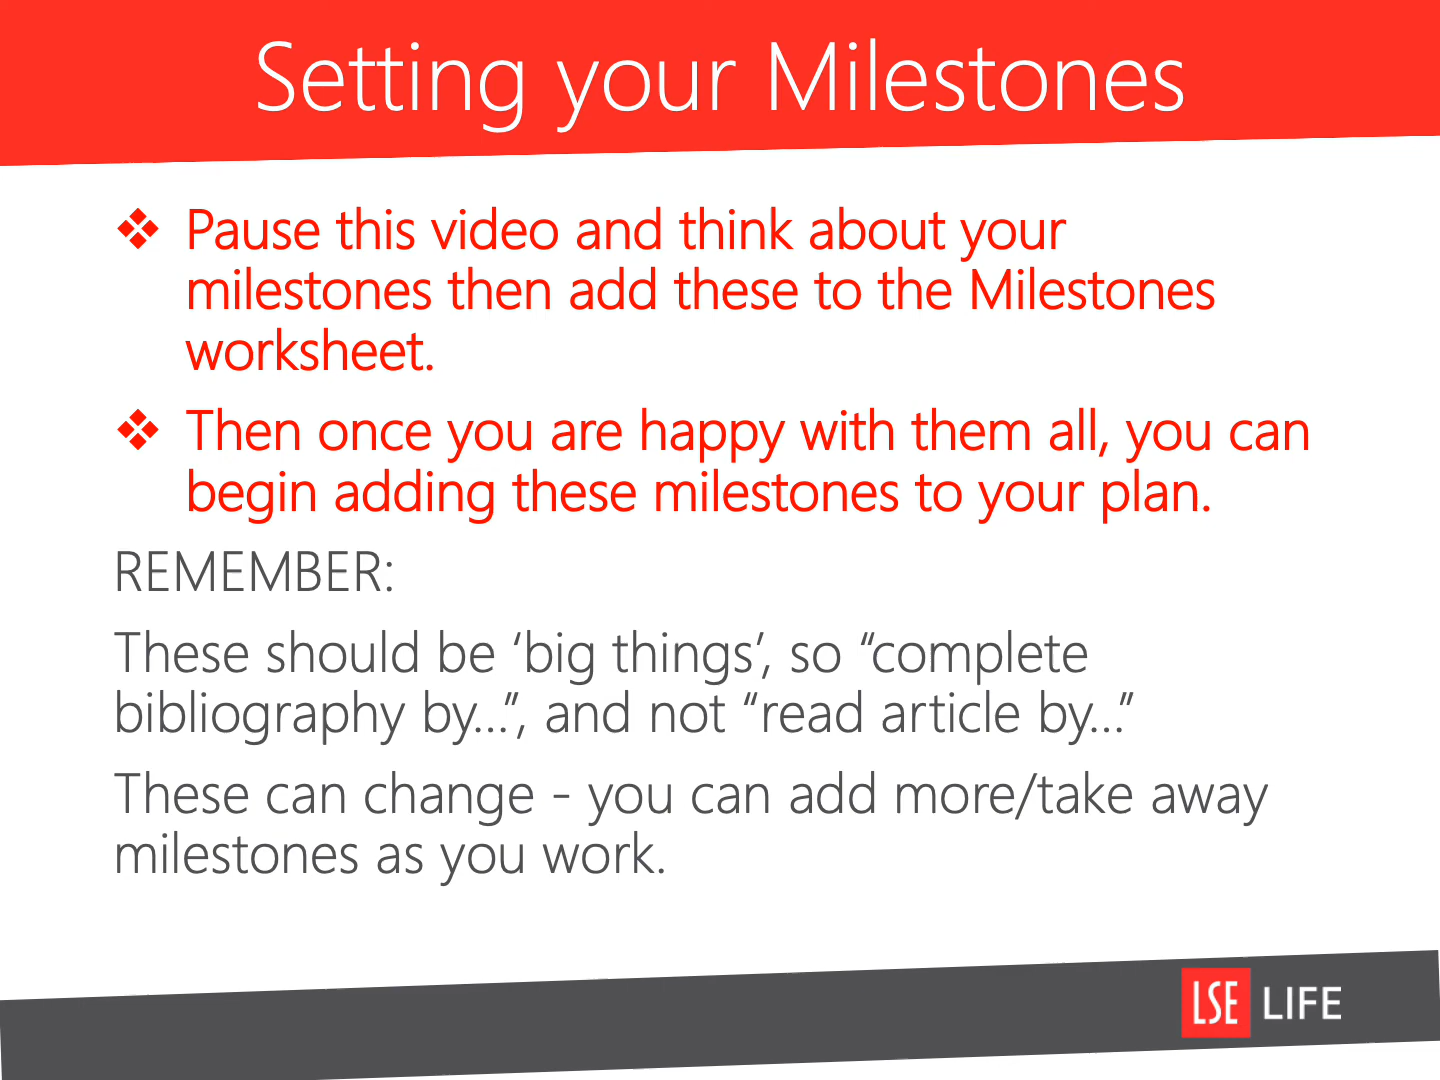 Setting your Milestones
❖ Pause this video and think about your
milestones then add these to the Milestones
worksheet.
❖ Then once you are happy with them all, you can
begin adding these milestones to your plan.
REMEMBER:
These should be ‘big things’, so “complete
bibliography by...”, and not “read article by...”
These can change - you can add more/take away
milestones as you work.
LSE LIFE